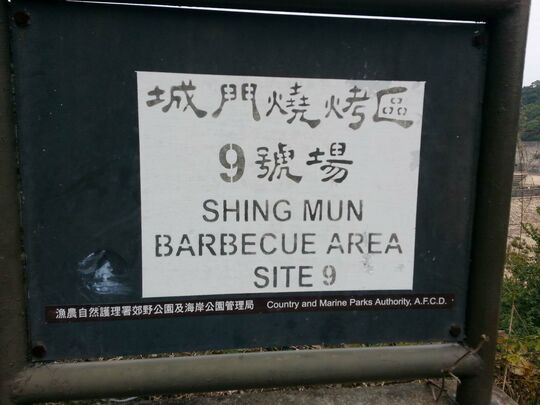 城門燒烤區
9號場
SHING MUN
BARBECUE AREA
SITE 9
漁農自然護理署郊野公園及海岸公園管理局 Country and Marine Parks Authority, A.F.C.D.